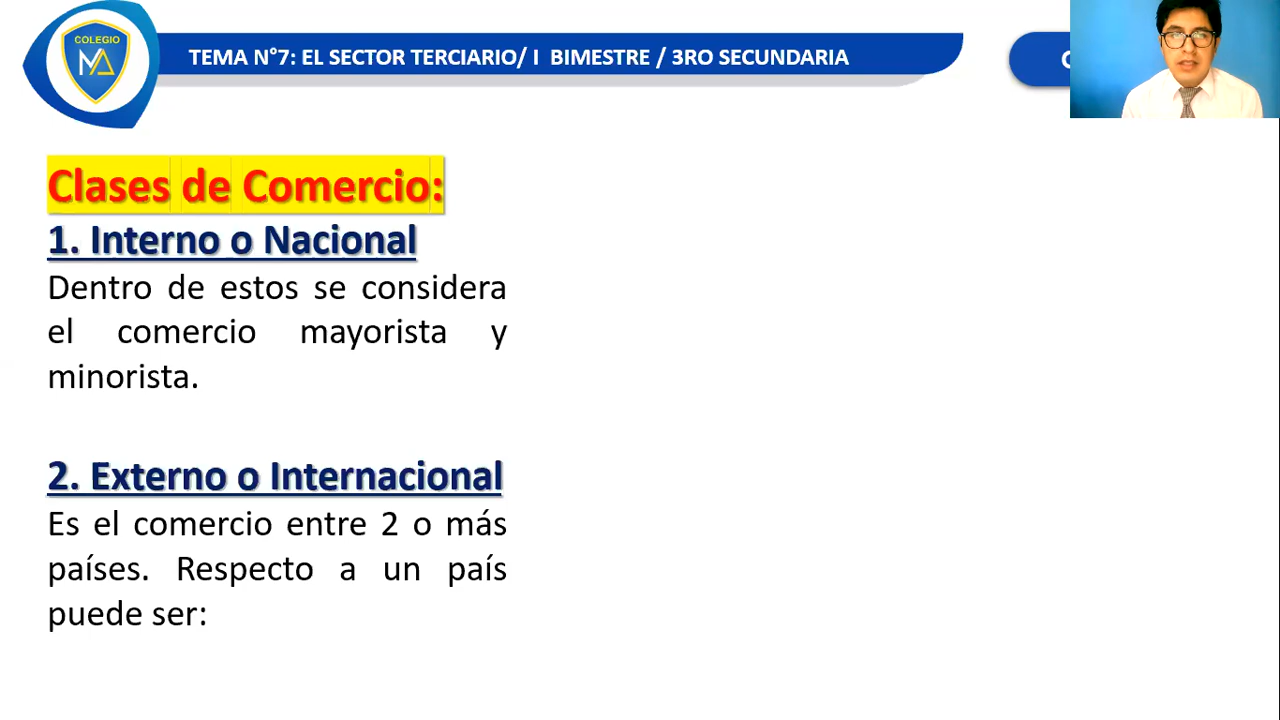 COLEGIO
MA
TEMA N°7: EL SECTOR TERCIARIO/ I BIMESTRE / 3RO SECUNDARIA
Clases de Comercio:
1. Interno o Nacional
Dentro de estos se considera
el comercio mayorista y
minorista.
2. Externo o Internacional
Es el comercio entre 2 o más
países. Respecto a un país
puede ser: